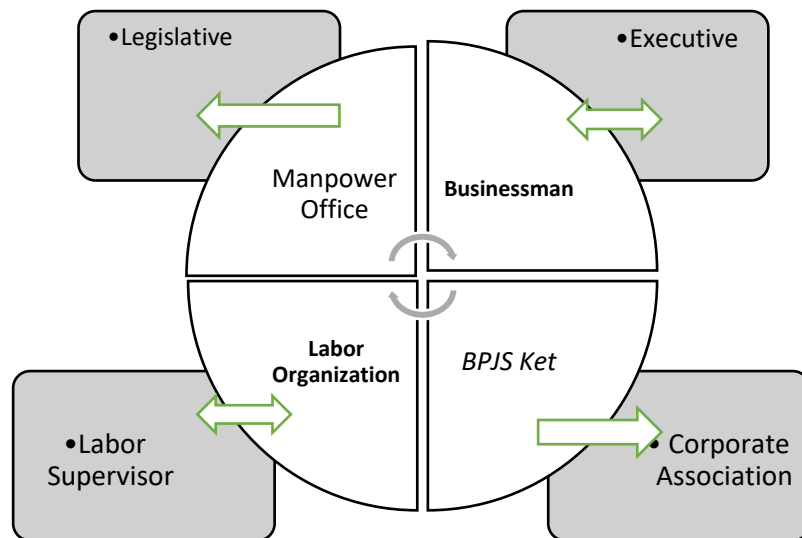 •Legislative
•Executive
Manpower
Office
Businessman
Labor
Organization
BPJS Ket
•Labor
Supervisor
• Corporate
Association